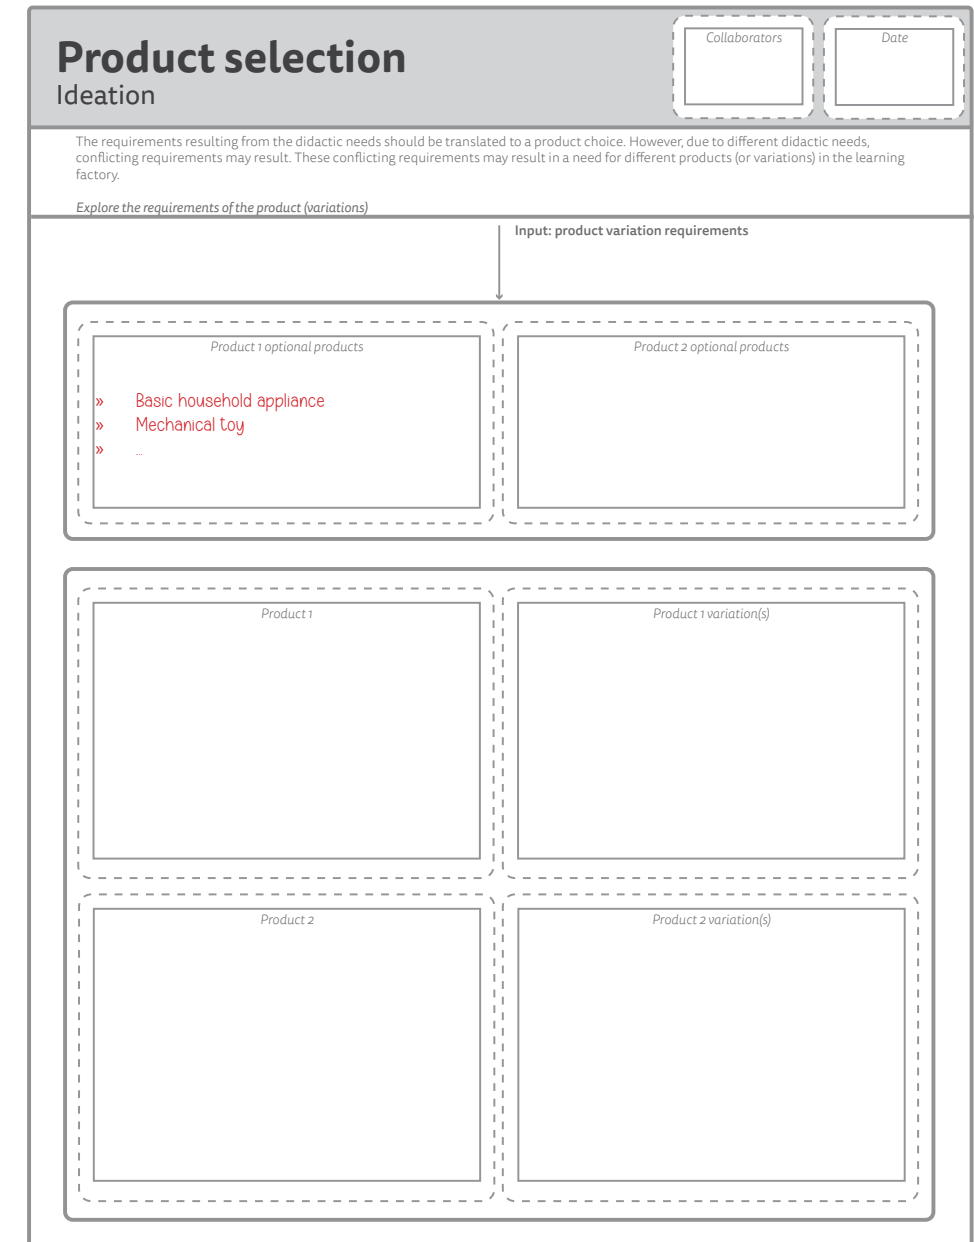 Product selection
Ideation
Collaborators
Date
The requirements resulting from the didactic needs should be translated to a product choice. However, due to different didactic needs,
conflicting requirements may result. These conflicting requirements may result in a need for different products (or variations) in the learning
factory.
Explore the requirements of the product (variations)
Input: product variation requirements
Product 1 optional products
» Basic household appliance
» Mechanical toy
» ...
Product 2 optional products
Product 1
Product 1 variation(s)
Product 2
Product 2 variation(s)